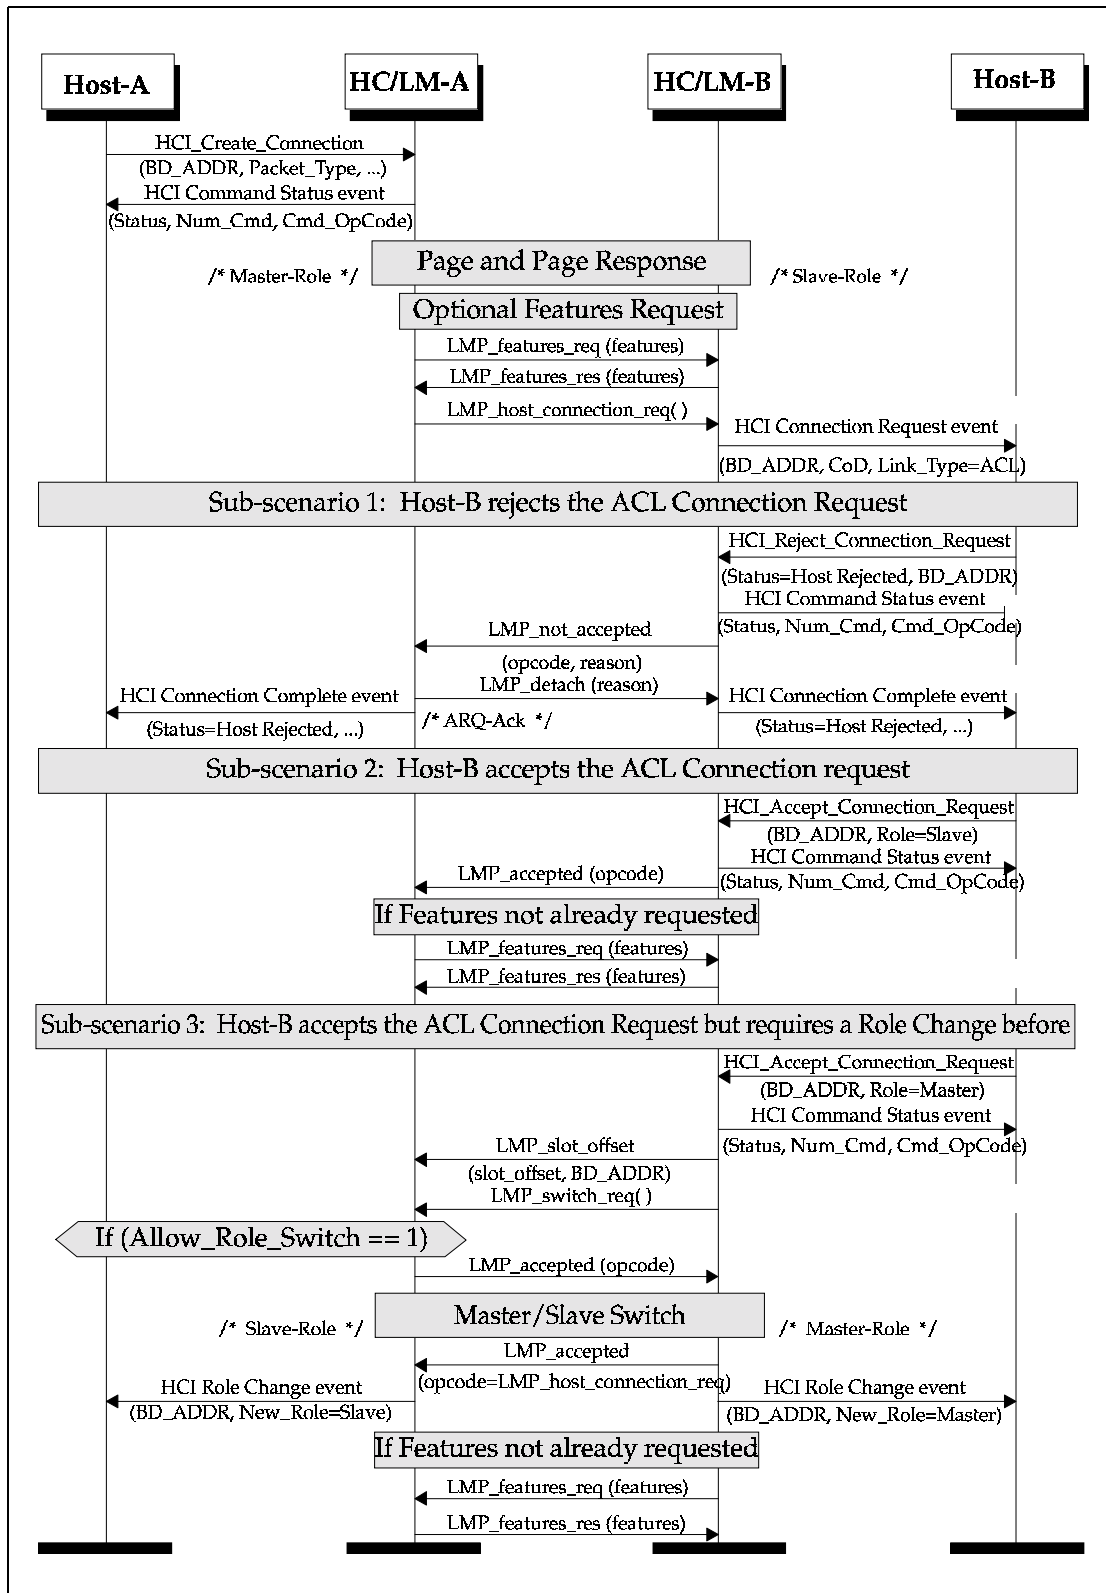 Host-A
HC/LM-A
HC/LM-B
Host-B
HCI_Create_Connection
(BD_ADDR, Packet_Type, ...)
HCI Command Status event
(Status, Num_Cmd, Cmd_OpCode)
Page and Page Response
/* Master-Role */
/* Slave-Role */
Optional Features Request
LMP_features_req (features)
LMP_features_res (features)
LMP_host_connection_req( )
HCI Connection Request event
(BD_ADDR, CoD, Link_Type=ACL)
Sub-scenario 1: Host-B rejects the ACL Connection Request
HCI_Reject_Connection_Request
(Status=Host Rejected, BD_ADDR)
HCI Command Status event
(Status, Num_Cmd, Cmd_OpCode)
LMP_not_accepted
(opcode, reason)
LMP_detach (reason)
HCI Connection Complete event
HCI Connection Complete event
(Status=Host Rejected, ...)
/* ARQ-Ack */
(Status=Host Rejected, ...)
Sub-scenario 2: Host-B accepts the ACL Connection request
HCI_Accept_Connection_Request
(BD_ADDR, Role=Slave)
HCI Command Status event
LMP_accepted (opcode)
(Status, Num_Cmd, Cmd_OpCode)
If Features not already requested
LMP_features_req (features)
LMP_features_res (features)
Sub-scenario 3: Host-B accepts the ACL Connection Request but requires a Role Change before
HCI_Accept_Connection_Request
(BD_ADDR, Role=Master)
HCI Command Status event
LMP_slot_offset
(Status, Num_Cmd, Cmd_OpCode)
(slot_offset, BD_ADDR)
LMP_switch_req( )
If (Allow_Role_Switch == 1)
LMP_accepted (opcode)
Master/Slave Switch
/* Slave-Role */
/* Master-Role */
LMP_accepted
(opcode=LMP_host_connection_req)
HCI Role Change event
HCI Role Change event
(BD_ADDR, New_Role=Slave)
(BD_ADDR, New_Role=Master)
If Features not already requested
LMP_features_req (features)
LMP_features_res (features)